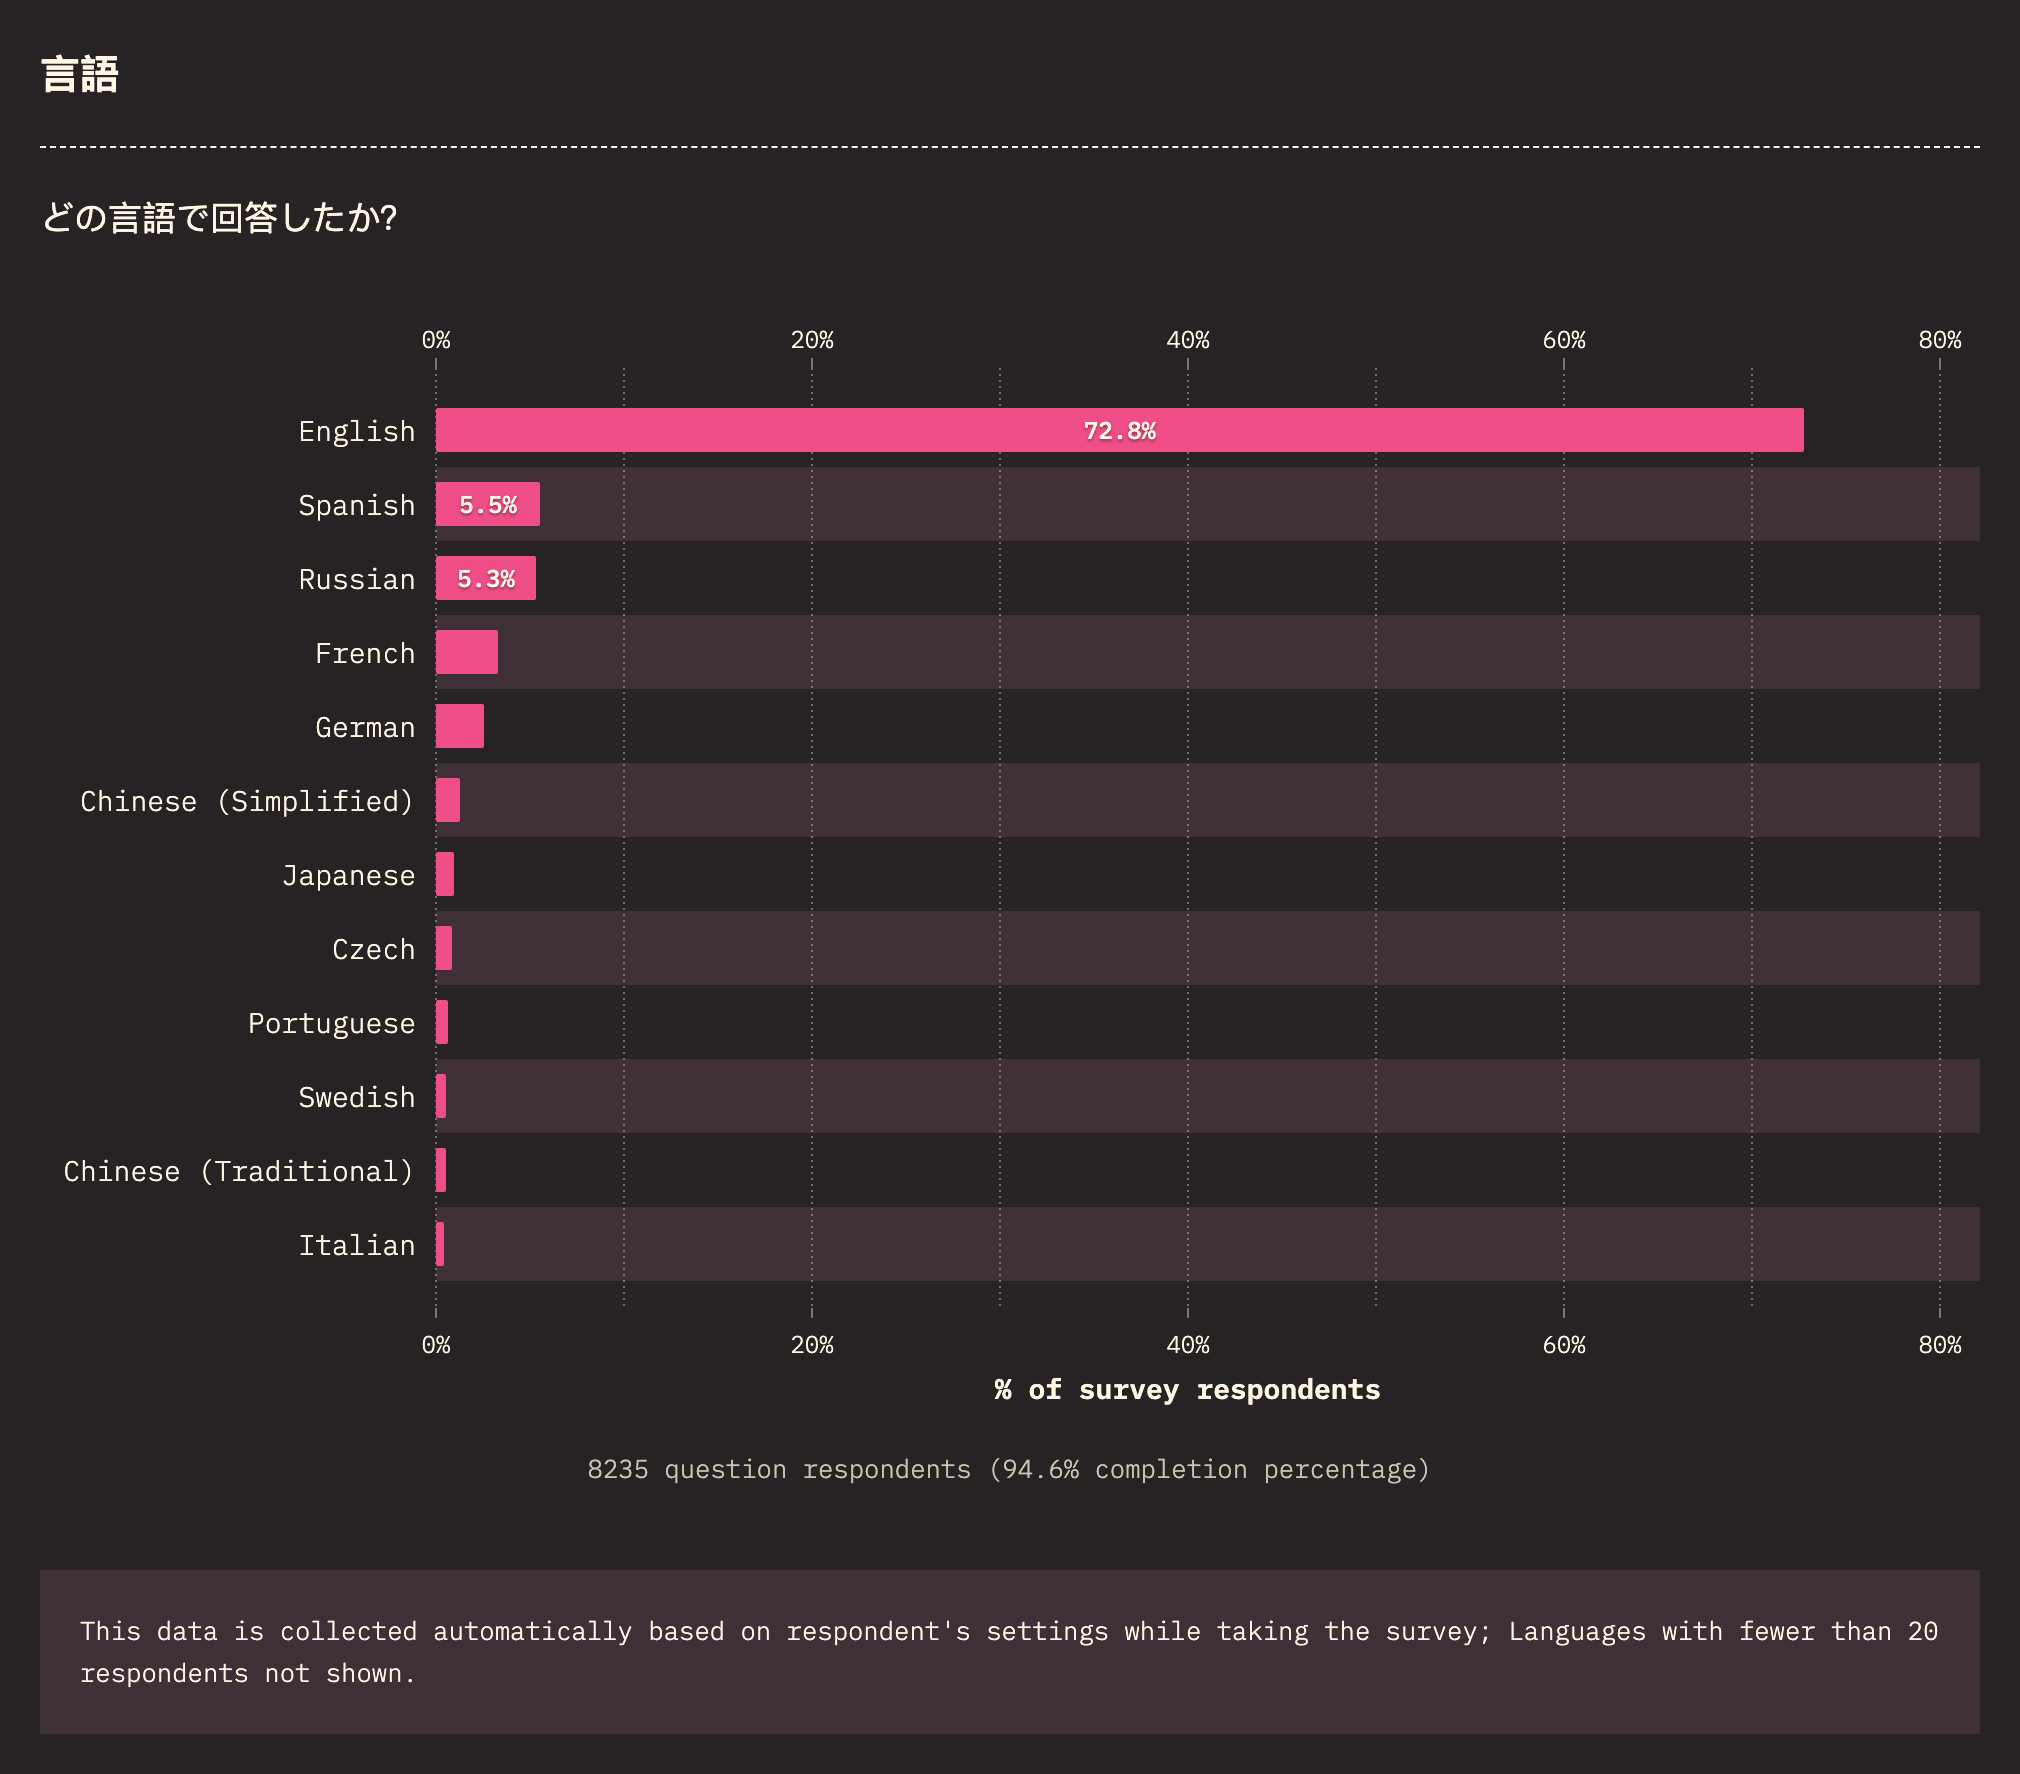 言語
どの言語で回答したか?
0% 20% 40% 60% 80%
English 72.8%
Spanish 5.5%
Russian 5.3%
French
German
Chinese (Simplified)
Japanese
Czech
Portuguese
Swedish
Chinese (Traditional)
Italian
0% 20% 40% 60% 80%
% of survey respondents
8235 question respondents (94.6% completion percentage)
This data is collected automatically based on respondent's settings while taking the survey; Languages with fewer than 20
respondents not shown.